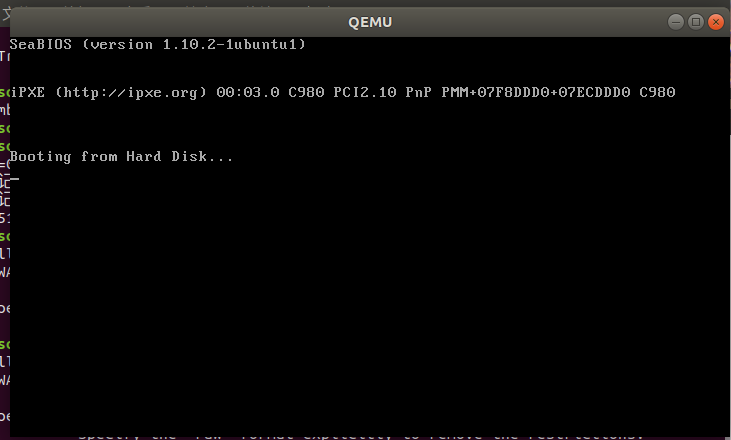 QEMU
SeaBIOS (version 1.10.2-1ubuntu1)
iPXE (http://ipxe.org) 00:03.0 C980 PCI2.10 PnP PMM+07F8DDD0+07ECDDD0 C980
Booting from Hard Disk...